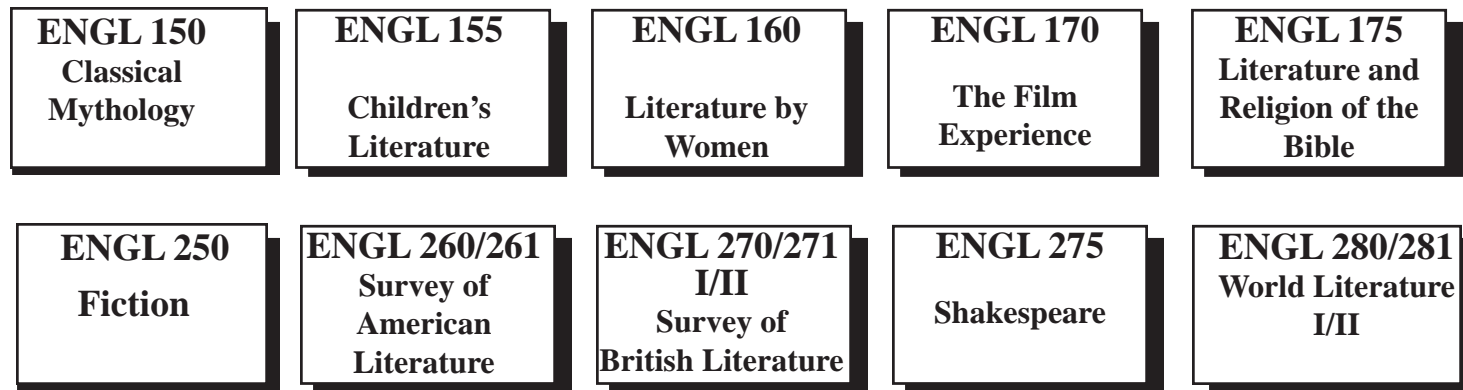 ENGL 150
Classical
Mythology
ENGL 155
Children’s
Literature
ENGL 160
Literature by
Women
ENGL 170
The Film
Experience
ENGL 175
Literature and
Religion of the
Bible
ENGL 250
Fiction
ENGL 260/261
Survey of
American
Literature
ENGL 270/271
I/II
Survey of
British Literature
ENGL 275
Shakespeare
ENGL 280/281
World Literature
I/II